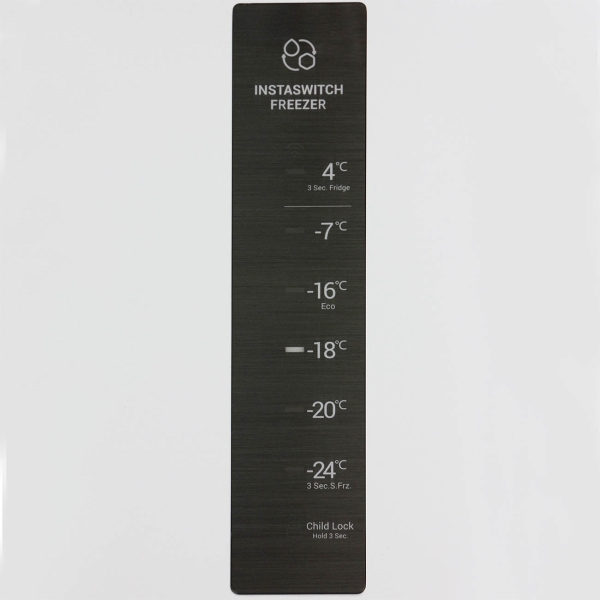 INSTASWITCH
FREEZER
4°C
3 Sec. Fridge
-7°C
-16°C
Eco
-18°C
-20°C
-24°C
3 Sec.S.Frz.
Child Lock
Hold 3 Sec.